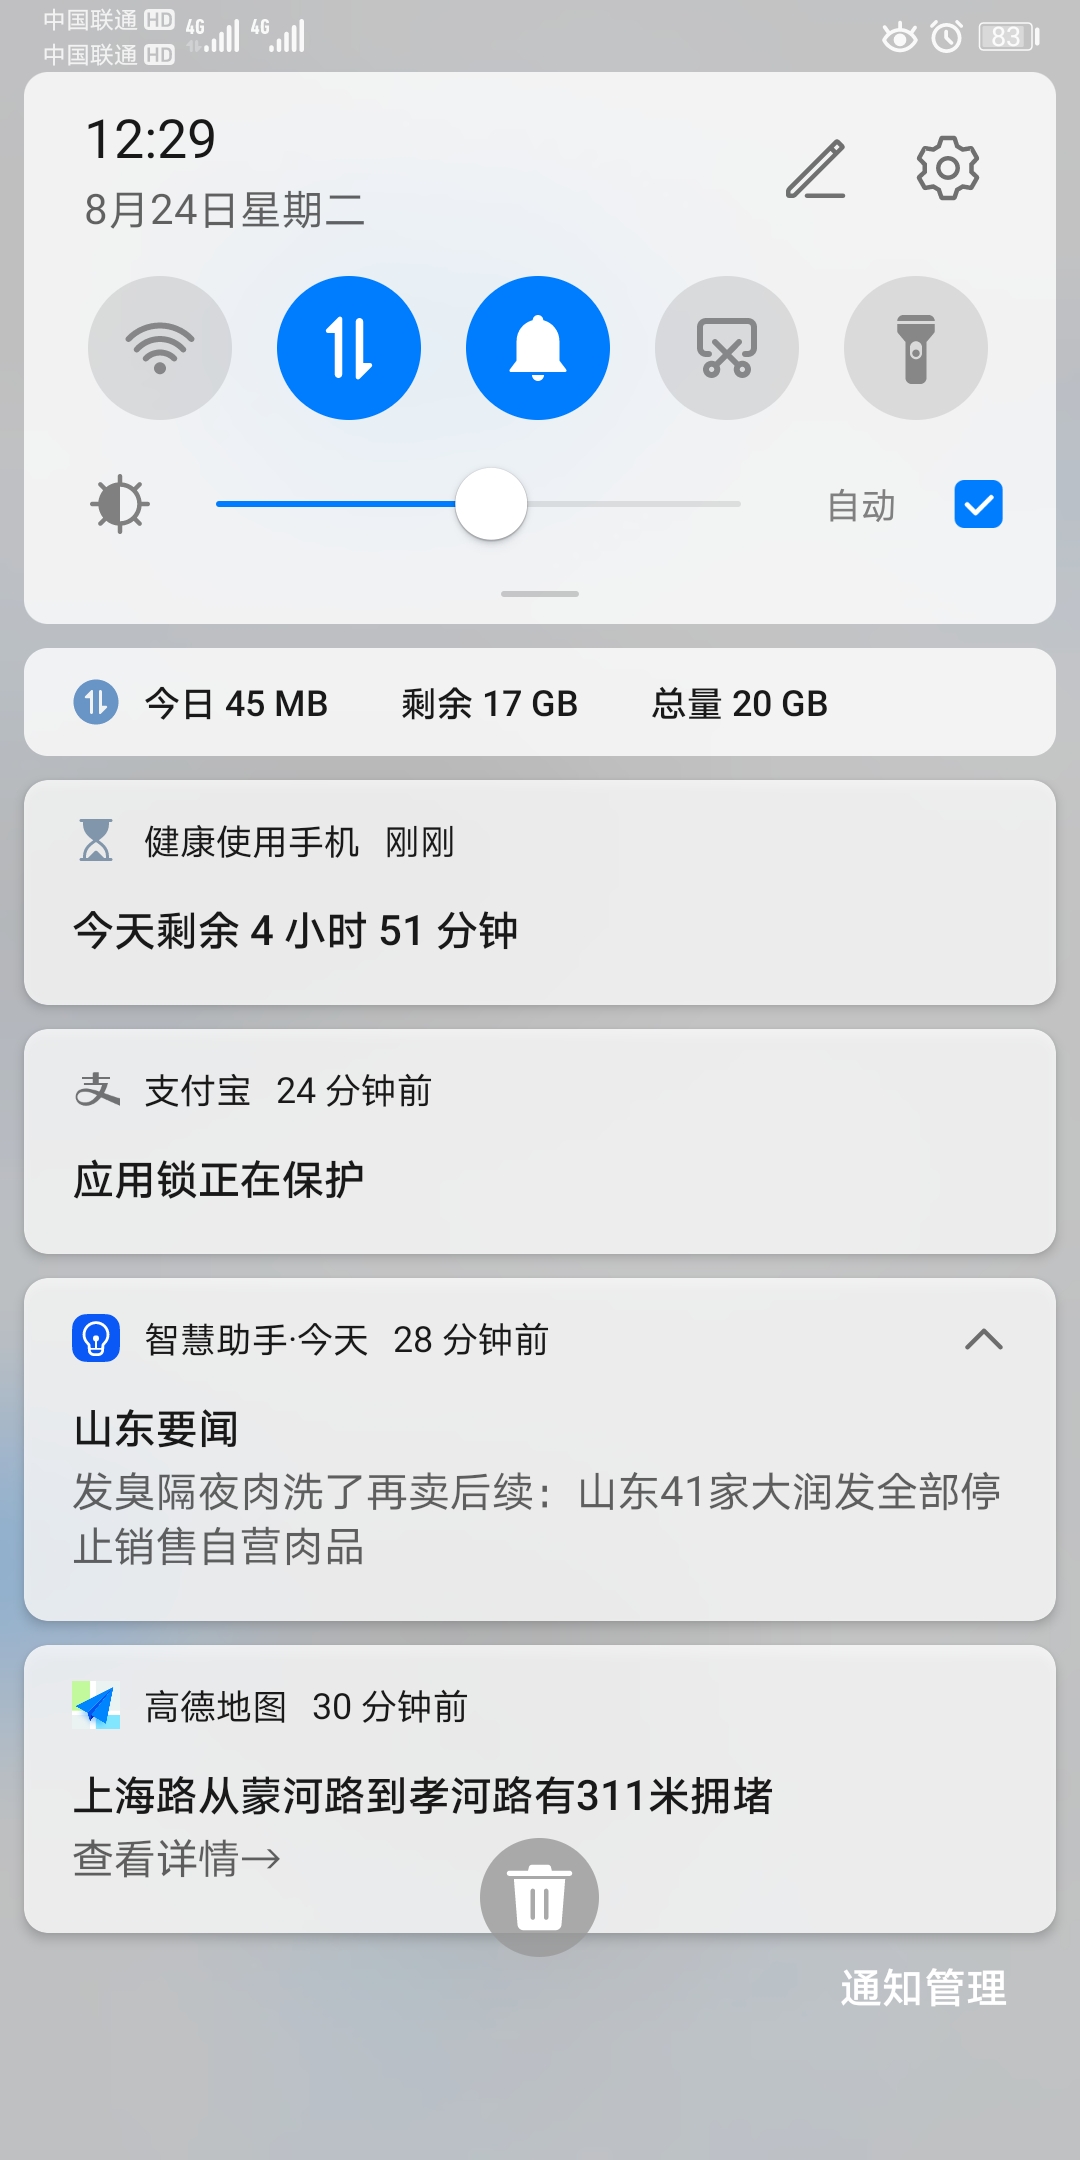 中国联通 HD 4G 4G
中国联通 HD
83
12:29
8月24日星期二
自动
今日 45 MB 剩余 17 GB 总量 20 GB
健康使用手机 刚刚
今天剩余 4 小时 51 分钟
支付宝 24 分钟前
应用锁正在保护
智慧助手·今天 28 分钟前
山东要闻
发臭隔夜肉洗了再卖后续：山东41家大润发全部停
止销售自营肉品
高德地图 30 分钟前
上海路从蒙河路到孝河路有311米拥堵
查看详情→
通知管理